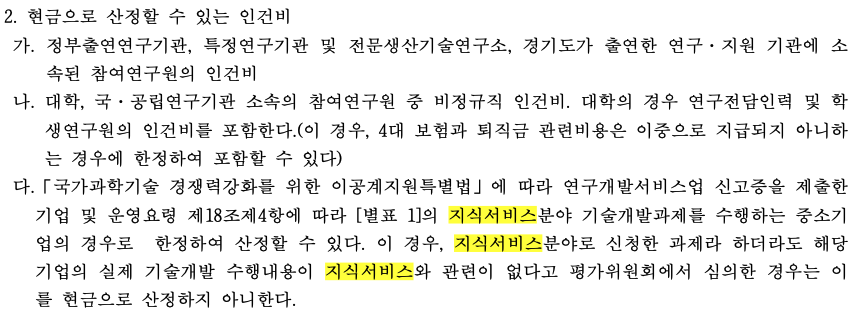 2. 현금으로 산정할 수 있는 인건비
가. 정부출연연구기관, 특정연구기관 및 전문생산기술연구소, 경기도가 출연한 연구·지원 기관에 소
속된 참여연구원의 인건비
나. 대학, 국·공립연구기관 소속의 참여연구원 중 비정규직 인건비. 대학의 경우 연구전담인력 및 학
생연구원의 인건비를 포함한다.(이 경우, 4대 보험과 퇴직금 관련비용은 이중으로 지급되지 아니하
는 경우에 한정하여 포함할 수 있다)
다.「국가과학기술 경쟁력강화를 위한 이공계지원특별법」에 따라 연구개발서비스업 신고증을 제출한
기업 및 운영요령 제18조제4항에 따라 [별표 1]의 지식서비스분야 기술개발과제를 수행하는 중소기
업의 경우로 한정하여 산정할 수 있다. 이 경우, 지식서비스분야로 신청한 과제라 하더라도 해당
기업의 실제 기술개발 수행내용이 지식서비스와 관련이 없다고 평가위원회에서 심의한 경우는 이
를 현금으로 산정하지 아니한다.